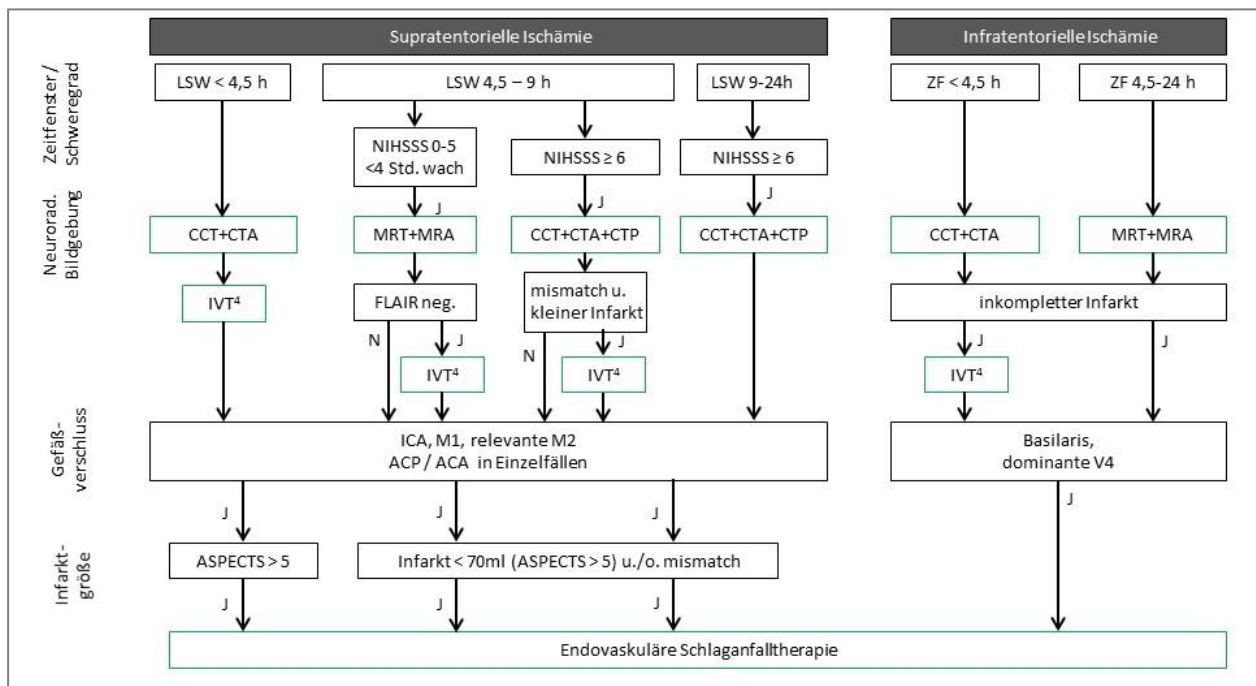 Supratentorielle Ischämie
Infratentorielle Ischämie
Zeitfenster/
Schweregrad
LSW < 4,5 h
LSW 4,5 – 9 h
LSW 9-24h
ZF < 4,5 h
ZF 4,5-24 h
NIHSSS 0-5
<4 Std. wach
NIHSSS ≥ 6
NIHSSS ≥ 6
J
J
J
Neurorad.
Bildgebung
CCT+CTA
MRT+MRA
CCT+CTA+CTP
CCT+CTA+CTP
CCT+CTA
MRT+MRA
IVT⁴
FLAIR neg.
mismatch u.
kleiner Infarkt
inkompletter Infarkt
N
J
N
J
J
J
IVT⁴
IVT⁴
IVT⁴
Gefäß-
verschluss
ICA, M1, relevante M2
ACP / ACA in Einzelfällen
Basilaris,
dominante V4
J
J
J
J
Infarkt-
größe
ASPECTS > 5
Infarkt < 70ml (ASPECTS > 5) u./o. mismatch
J
J
J
Endovaskuläre Schlaganfalltherapie